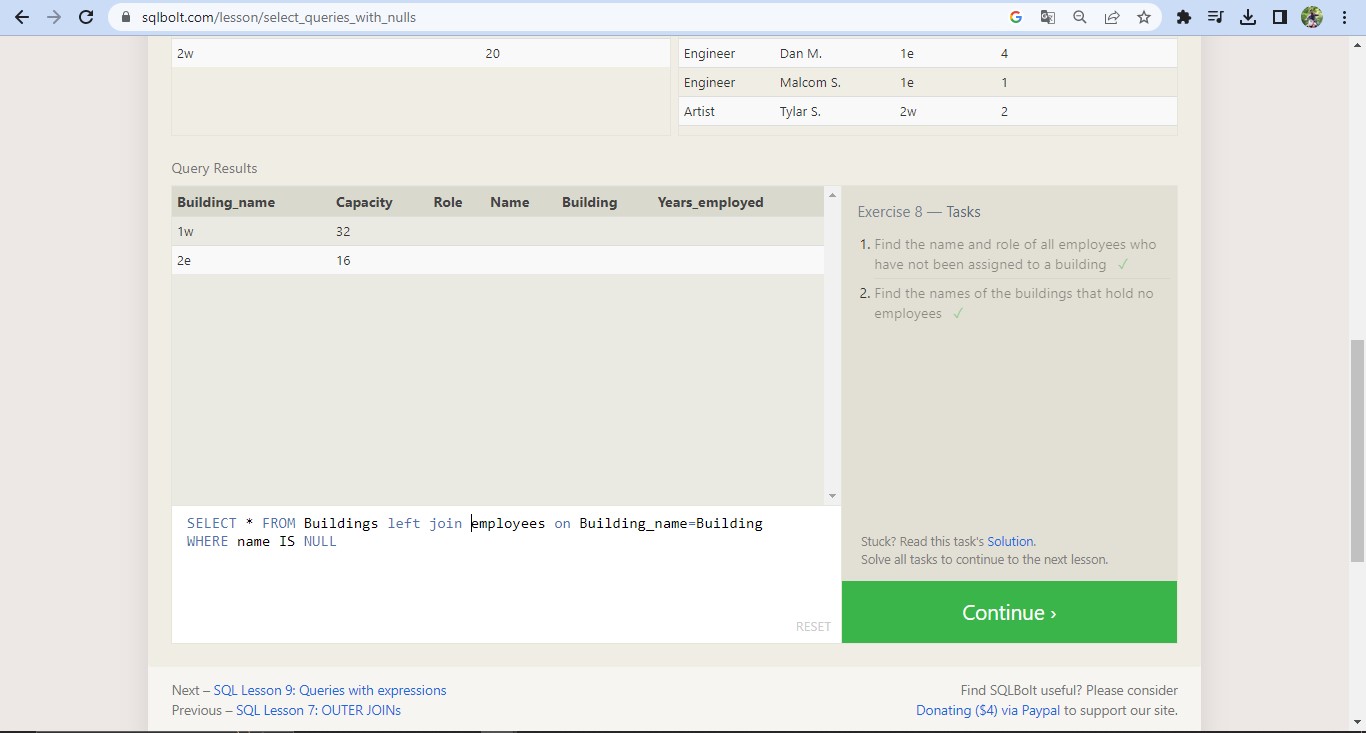 sqlbolt.com/lesson/select_queries_with_nulls
2w 20
Engineer Dan M. 1e 4
Engineer Malcom S. 1e 1
Artist Tylar S. 2w 2
Query Results
Building_name Capacity Role Name Building Years_employed
1w 32
2e 16
Exercise 8 — Tasks
1. Find the name and role of all employees who
have not been assigned to a building ✓
2. Find the names of the buildings that hold no
employees ✓
SELECT * FROM Buildings left join employees on Building_name=Building
WHERE name IS NULL
RESET
Stuck? Read this task's Solution.
Solve all tasks to continue to the next lesson.
Continue ›
Next – SQL Lesson 9: Queries with expressions
Previous – SQL Lesson 7: OUTER JOINs
Find SQLBolt useful? Please consider
Donating ($4) via Paypal to support our site.